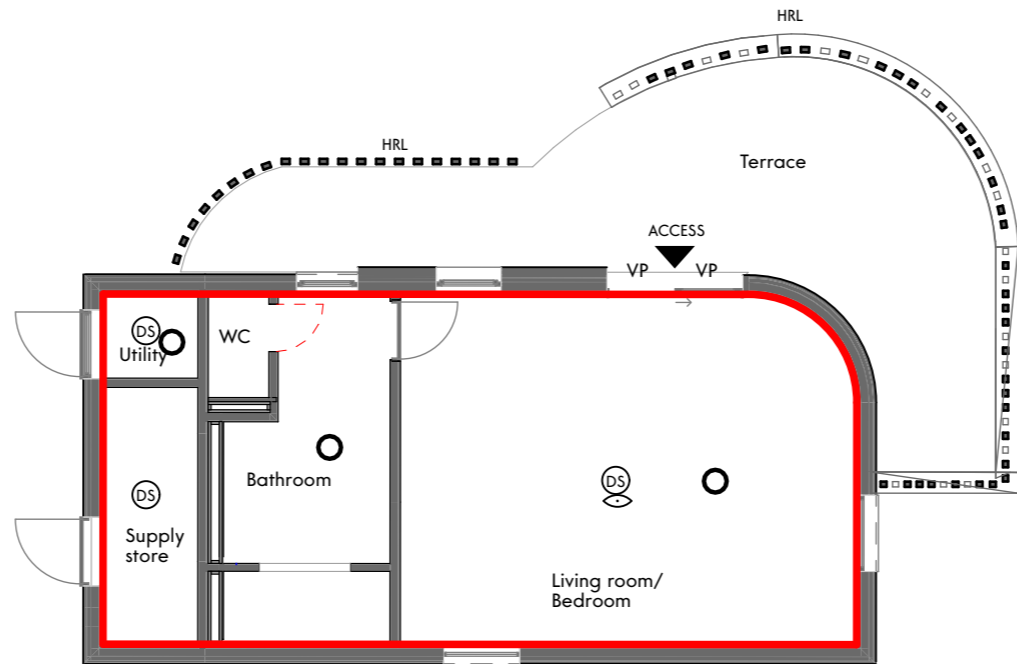 HRL
HRL
Terrace
ACCESS
VP
VP
DS
Utility
WC
Bathroom
DS
DS
Supply
store
Living room/
Bedroom